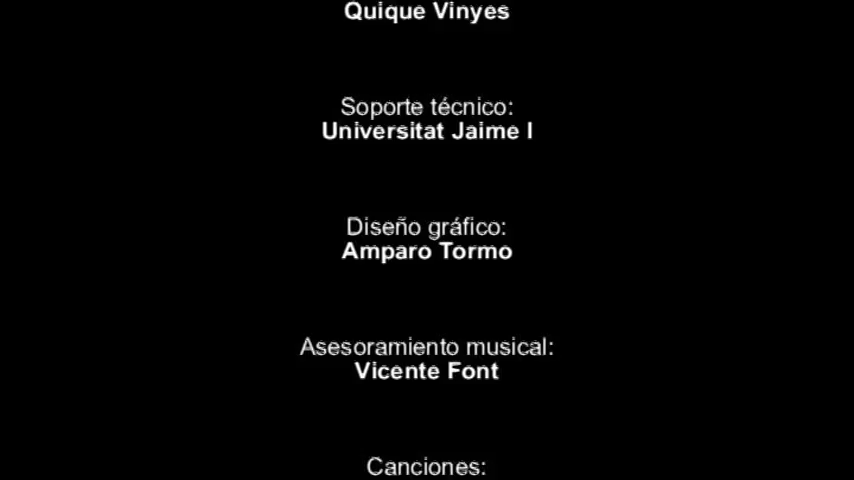 Quique Vinyes
Soporte técnico:
Universitat Jaime I
Diseño gráfico:
Amparo Tormo
Asesoramiento musical:
Vicente Font
Canciones: